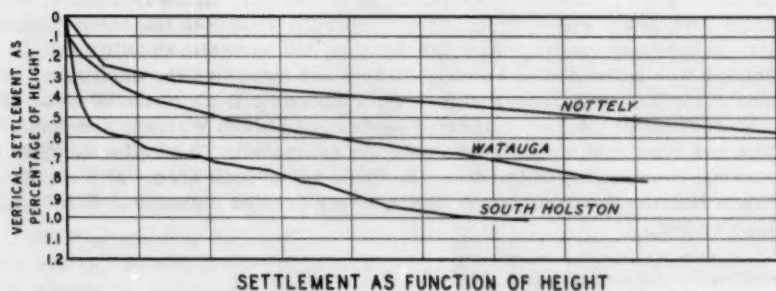 VERTICAL SETTLEMENT AS
PERCENTAGE OF HEIGHT
0
.1
.2
.3
.4
.5
.6
.7
.8
.9
1.0
1.1
1.2
NOTTELY
WATAUGA
SOUTH HOLSTON
SETTLEMENT AS FUNCTION OF HEIGHT